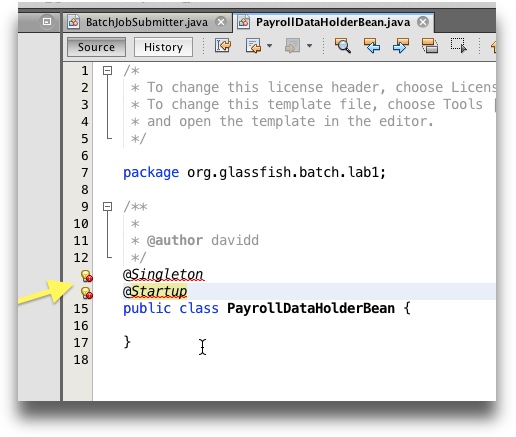 BatchJobSubmitter.java PayrollDataHolderBean.java
Source History
1 /*
2 * To change this license header, choose Licens
3 * To change this template file, choose Tools |
4 * and open the template in the editor.
5 */
6
7 package org.glassfish.batch.lab1;
8
9 /**
10 *
11 * @author davidd
12 */
@Singleton
@Startup
15 public class PayrollDataHolderBean {
16
17 }
18